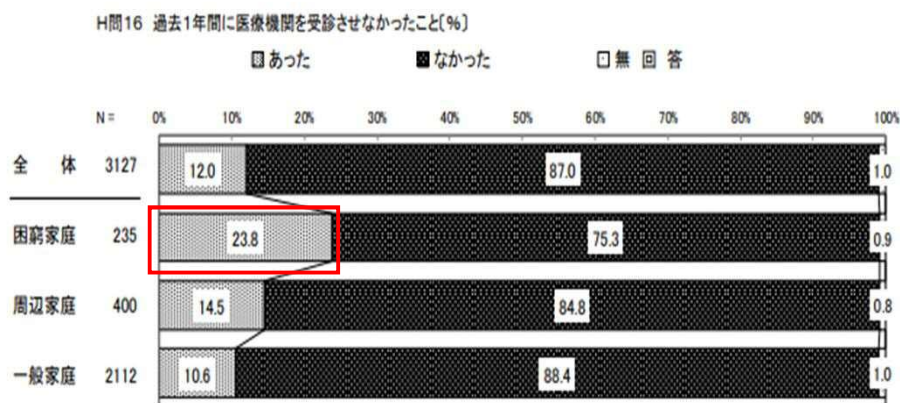 H問16 過去1年間に医療機関を受診させなかったこと〔%〕
あった なかった 無 回 答
N = 0% 10% 20% 30% 40% 50% 60% 70% 80% 90% 100%
全 体 3127 12.0 87.0 1.0
困窮家庭 235 23.8 75.3 0.9
周辺家庭 400 14.5 84.8 0.8
一般家庭 2112 10.6 88.4 1.0